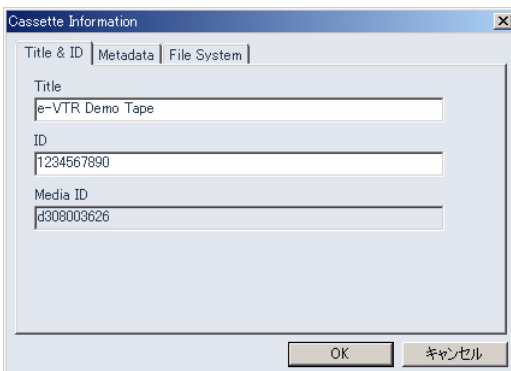 Cassette Information
Title & ID Metadata File System
Title
e-VTR Demo Tape
ID
1234567890
Media ID
d308003626
OK キャンセル